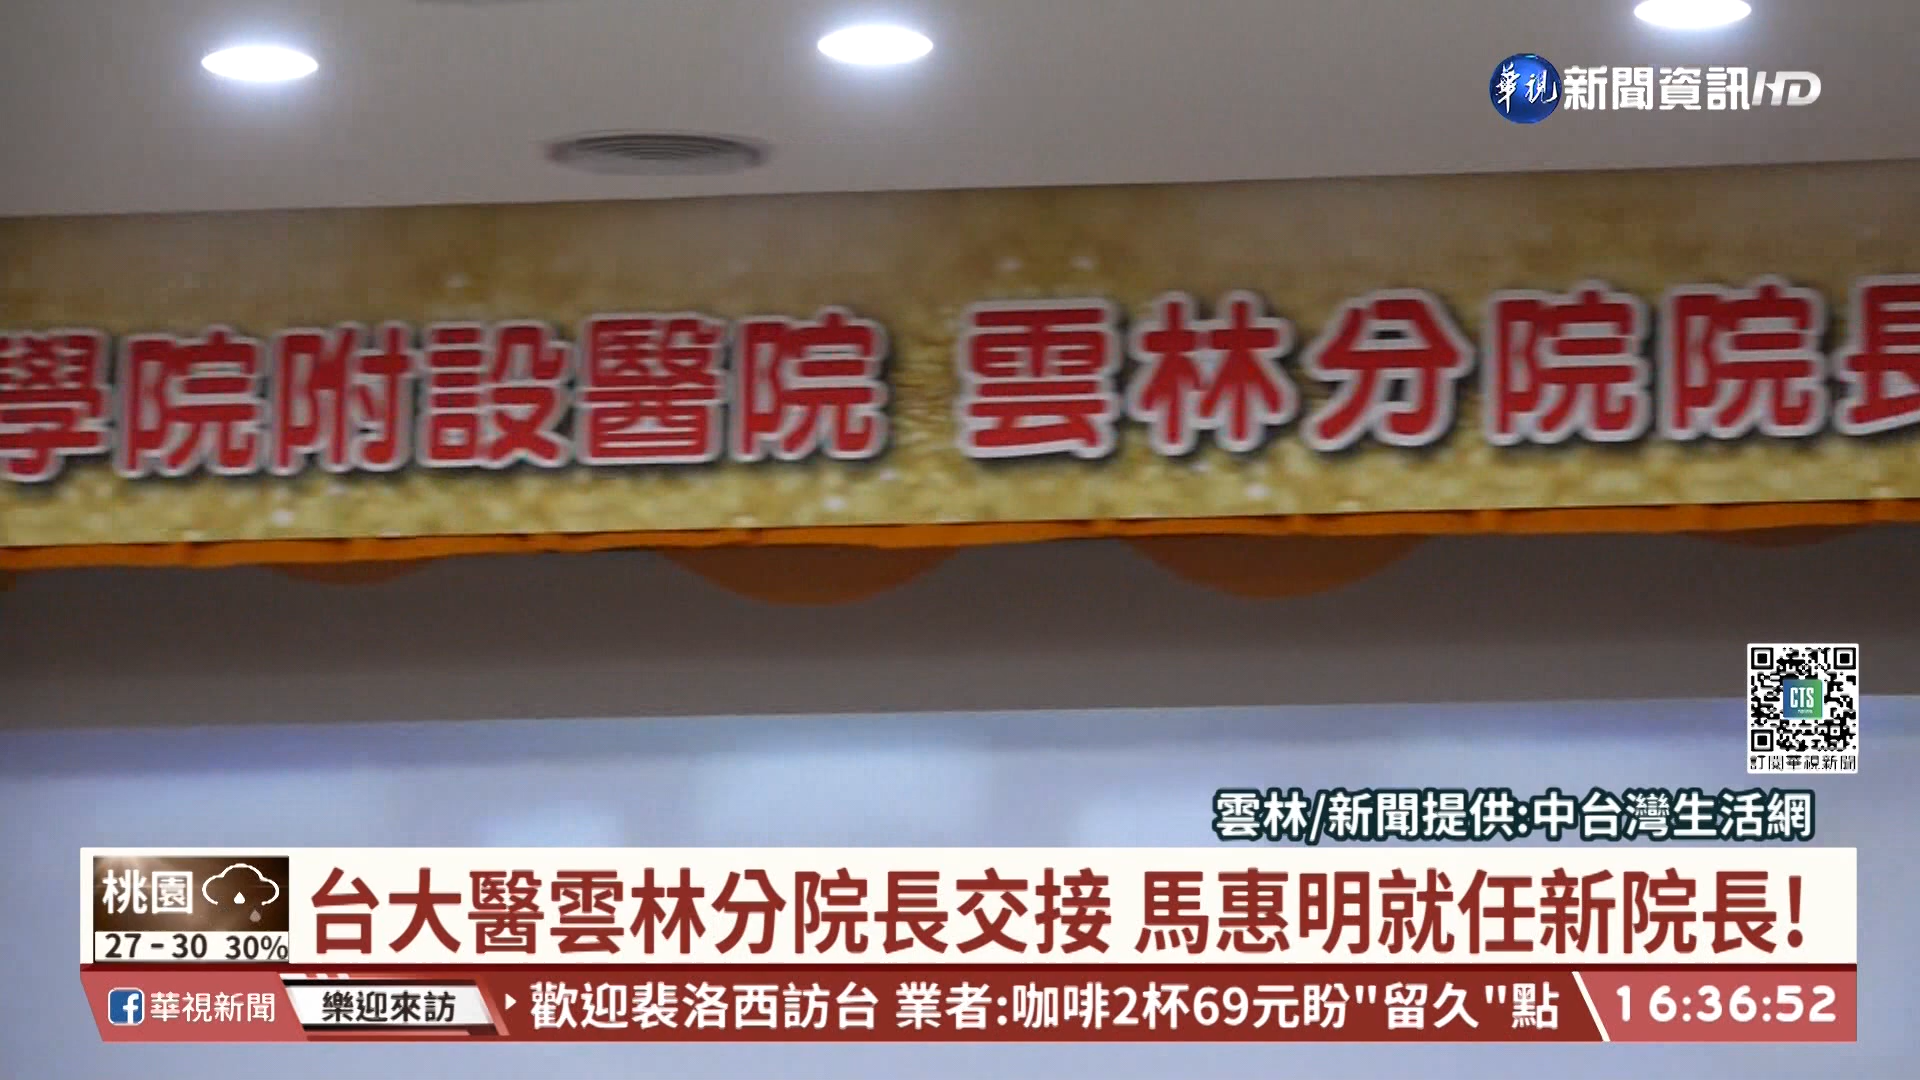 華視新聞資訊HD
學院附設醫院 雲林分院院長
CTS
訂閱華視新聞
雲林/新聞提供:中台灣生活網
桃園
27-30 30%
台大醫雲林分院長交接 馬惠明就任新院長!
華視新聞
樂迎來訪
歡迎裴洛西訪台 業者:咖啡2杯69元盼"留久"點
16:36:52